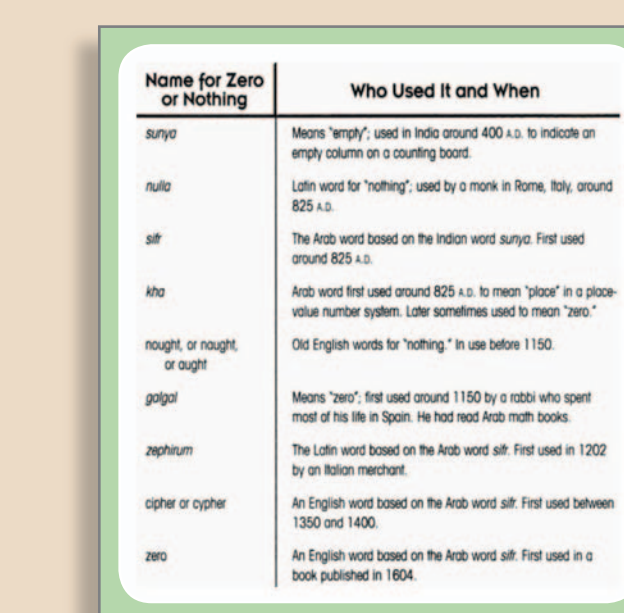 Name for Zero
or Nothing
Who Used It and When
sunya
Means "empty"; used in India around 400 A.D. to indicate an
empty column on a counting board.
nulla
Latin word for "nothing"; used by a monk in Rome, Italy, around
825 A.D.
sifr
The Arab word based on the Indian word sunya. First used
around 825 A.D.
kha
Arab word first used around 825 A.D. to mean "place" in a place-
value number system. Later sometimes used to mean "zero."
nought, or naught,
or aught
Old English words for "nothing." In use before 1150.
galgal
Means "zero"; first used around 1150 by a rabbi who spent
most of his life in Spain. He had read Arab math books.
zephirum
The Latin word based on the Arab word sifr. First used in 1202
by an Italian merchant.
cipher or cypher
An English word based on the Arab word sifr. First used between
1350 and 1400.
zero
An English word based on the Arab word sifr. First used in a
book published in 1604.